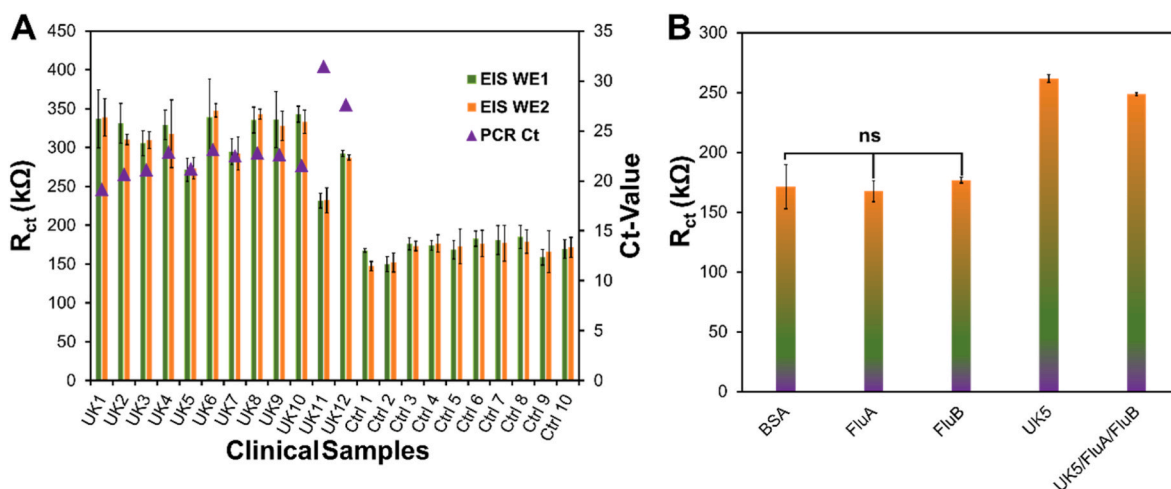 A
450
400
350
300
250
200
150
100
50
0
Rct (kΩ)
EIS WE1
EIS WE2
PCR Ct
35
30
25
20
15
10
5
0
Ct-Value
UK1
UK2
UK3
UK4
UK5
UK6
UK7
UK8
UK9
UK10
UK11
UK12
Ctrl 1
Ctrl 2
Ctrl 3
Ctrl 4
Ctrl 5
Ctrl 6
Ctrl 7
Ctrl 8
Ctrl 9
Ctrl 10
Clinical Samples
B
300
250
200
150
100
50
0
Rct (kΩ)
ns
BSA
FluA
FluB
UK5
UK5/FluA/FluB